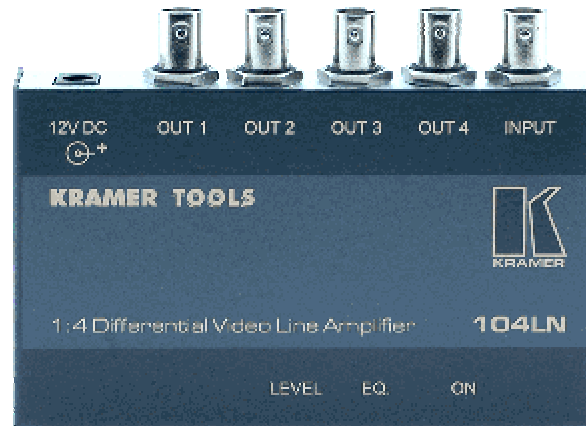 12V DC OUT 1 OUT 2 OUT 3 OUT 4 INPUT
+
KRAMER TOOLS
KRAMER
1:4 Differential Video Line Amplifier 104LN
LEVEL EQ. ON